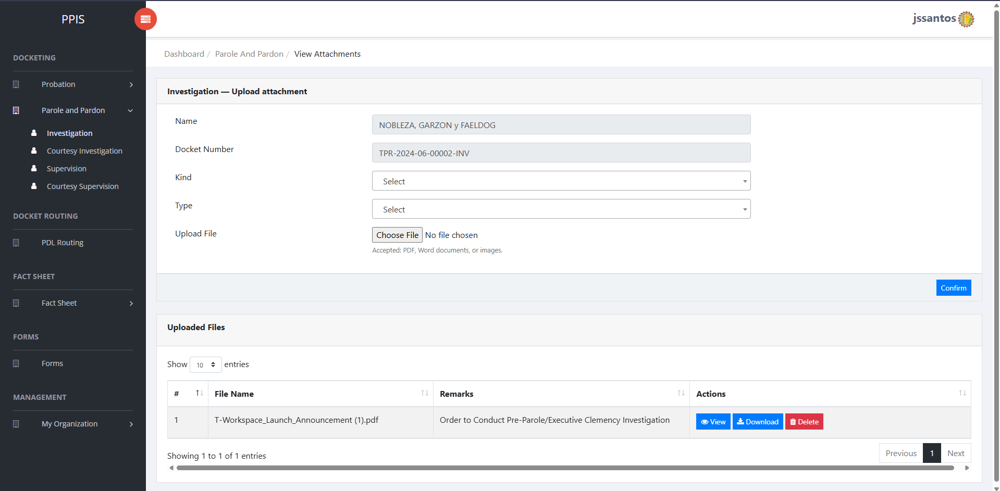 PPIS
jssantos
DOCKETING
Probation
Parole and Pardon
Investigation
Courtesy Investigation
Supervision
Courtesy Supervision
DOCKET ROUTING
PDL Routing
FACT SHEET
Fact Sheet
FORMS
Forms
MANAGEMENT
My Organization
Dashboard / Parole And Pardon / View Attachments
Investigation — Upload attachment
Name
NOBLEZA, GARZON y FAELDOG
Docket Number
TPR-2024-06-00002-INV
Kind
Select
Type
Select
Upload File
Choose File No file chosen
Accepted: PDF, Word documents, or images.
Confirm
Uploaded Files
Show 10 entries
# File Name Remarks Actions
1 T-Workspace_Launch_Announcement (1).pdf Order to Conduct Pre-Parole/Executive Clemency Investigation View Download Delete
Showing 1 to 1 of 1 entries
Previous 1 Next